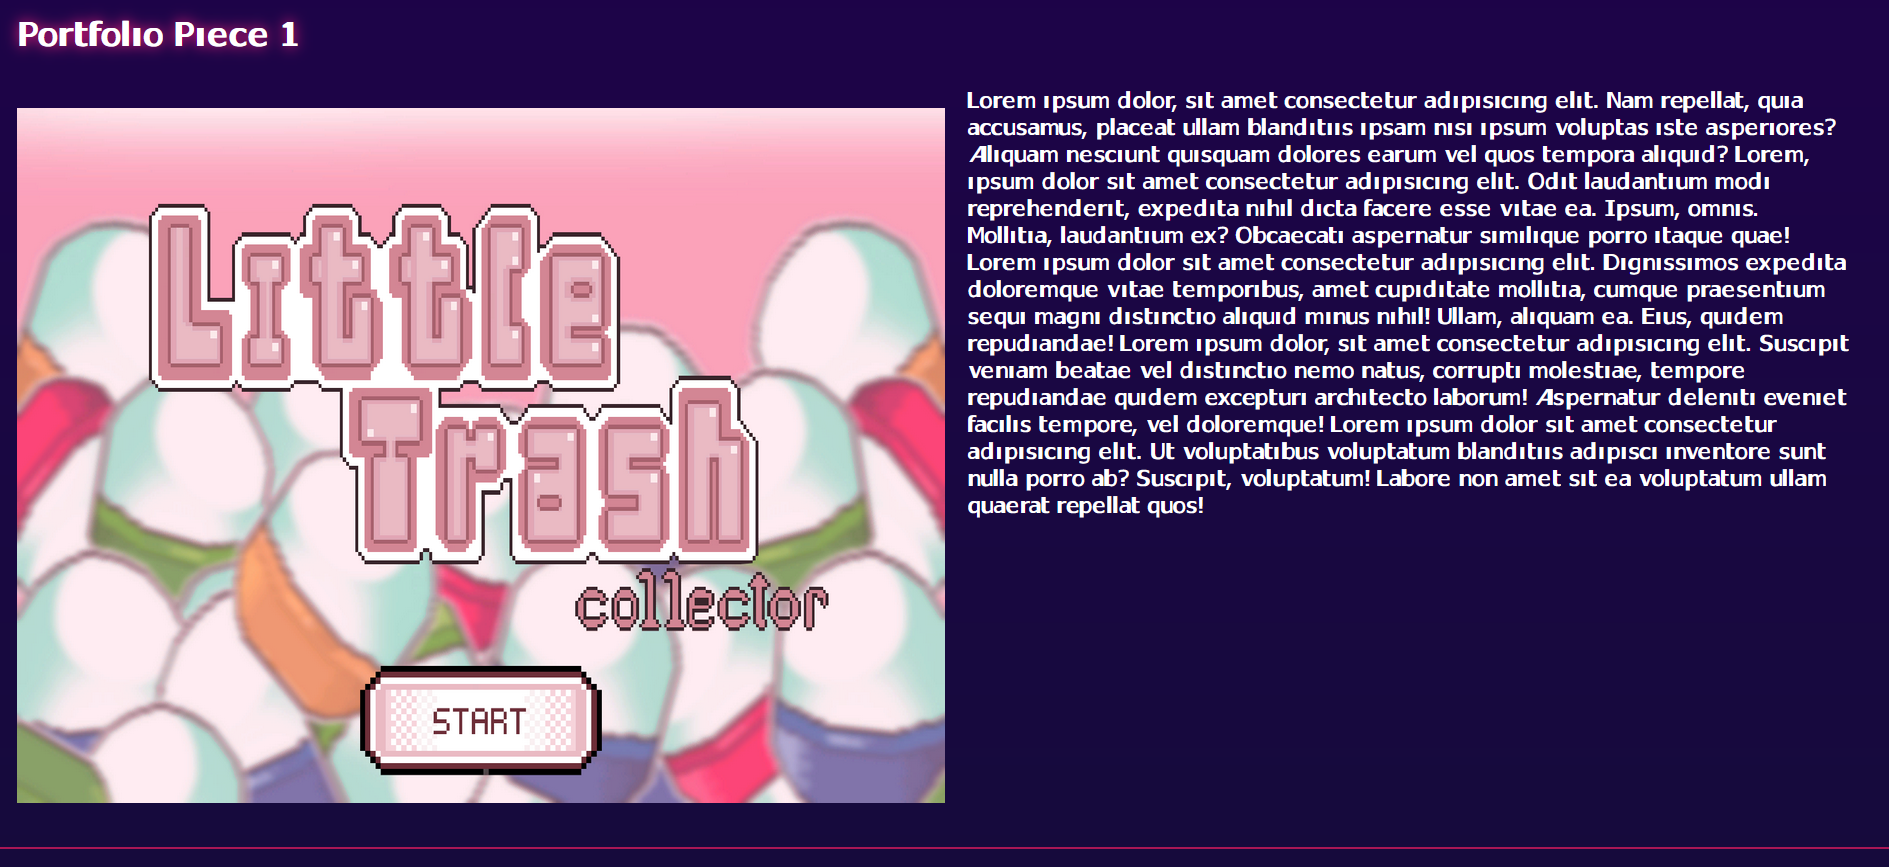 Portfolio Piece 1
Little
Trash
collector
START
Lorem ipsum dolor, sit amet consectetur adipisicing elit. Nam repellat, quia
accusamus, placeat ullam blanditiis ipsam nisi ipsum voluptas iste asperiores?
Aliquam nesciunt quisquam dolores earum vel quos tempora aliquid? Lorem,
ipsum dolor sit amet consectetur adipisicing elit. Odit laudantium modi
reprehenderit, expedita nihil dicta facere esse vitae ea. Ipsum, omnis.
Mollitia, laudantium ex? Obcaecati aspernatur similique porro itaque quae!
Lorem ipsum dolor sit amet consectetur adipisicing elit. Dignissimos expedita
doloremque vitae temporibus, amet cupiditate mollitia, cumque praesentium
sequi magni distinctio aliquid minus nihil! Ullam, aliquam ea. Eius, quidem
repudiandae! Lorem ipsum dolor, sit amet consectetur adipisicing elit. Suscipit
veniam beatae vel distinctio nemo natus, corrupti molestiae, tempore
repudiandae quidem excepturi architecto laborum! Aspernatur deleniti eveniet
facilis tempore, vel doloremque! Lorem ipsum dolor sit amet consectetur
adipisicing elit. Ut voluptatibus voluptatum blanditiis adipisci inventore sunt
nulla porro ab? Suscipit, voluptatum! Labore non amet sit ea voluptatum ullam
quaerat repellat quos!